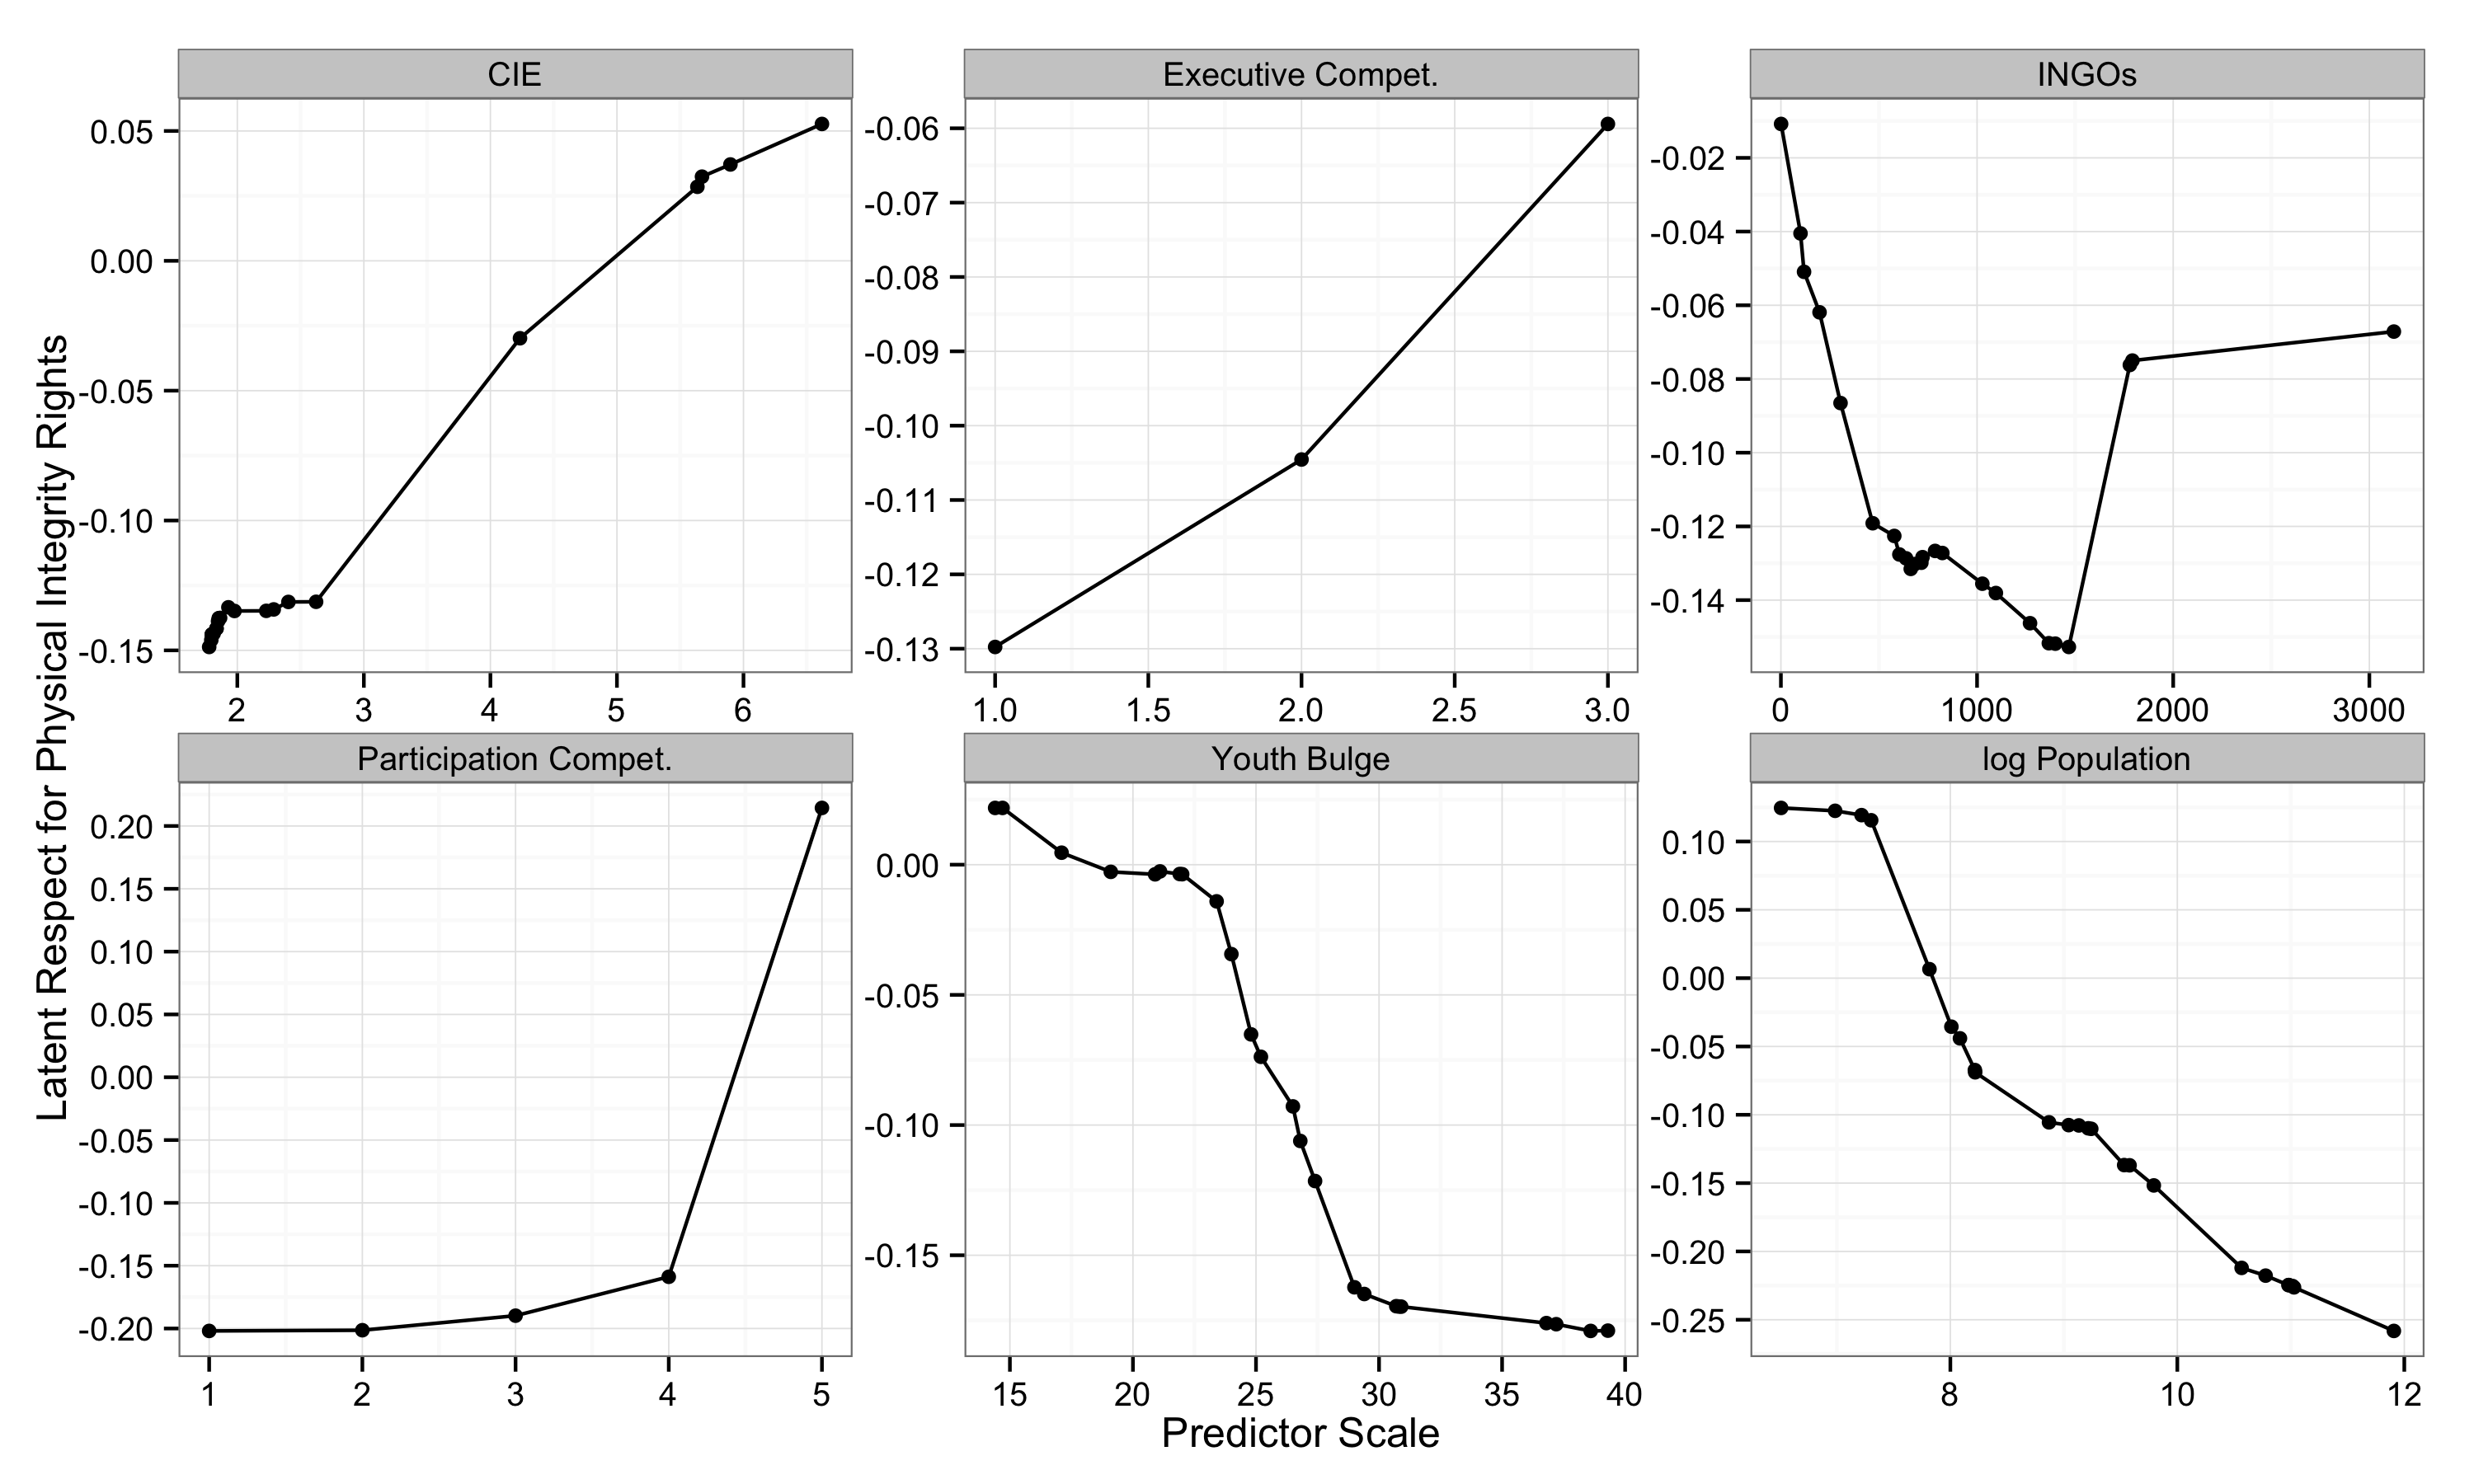 CIE
Executive Compet.
INGOs
0.05
0.00
-0.05
-0.10
-0.15
2 3 4 5 6
-0.06
-0.07
-0.08
-0.09
-0.10
-0.11
-0.12
-0.13
1.0 1.5 2.0 2.5 3.0
-0.02
-0.04
-0.06
-0.08
-0.10
-0.12
-0.14
0 1000 2000 3000
Latent Respect for Physical Integrity Rights
Participation Compet.
Youth Bulge
log Population
0.20
0.15
0.10
0.05
0.00
-0.05
-0.10
-0.15
-0.20
1 2 3 4 5
0.00
-0.05
-0.10
-0.15
15 20 25 30 35 40
0.10
0.05
0.00
-0.05
-0.10
-0.15
-0.20
-0.25
8 10 12
Predictor Scale